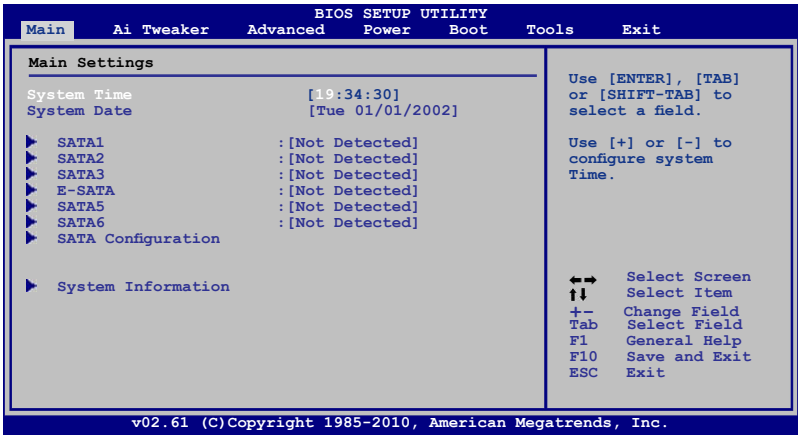 BIOS SETUP UTILITY
Main Ai Tweaker Advanced Power Boot Tools Exit
Main Settings
System Time [19:34:30]
System Date [Tue 01/01/2002]
SATA1 :[Not Detected]
SATA2 :[Not Detected]
SATA3 :[Not Detected]
E-SATA :[Not Detected]
SATA5 :[Not Detected]
SATA6 :[Not Detected]
SATA Configuration
System Information
Use [ENTER], [TAB]
or [SHIFT-TAB] to
select a field.
Use [+] or [-] to
configure system
Time.
←→ Select Screen
↑↓ Select Item
+- Change Field
Tab Select Field
F1 General Help
F10 Save and Exit
ESC Exit
v02.61 (C)Copyright 1985-2010, American Megatrends, Inc.